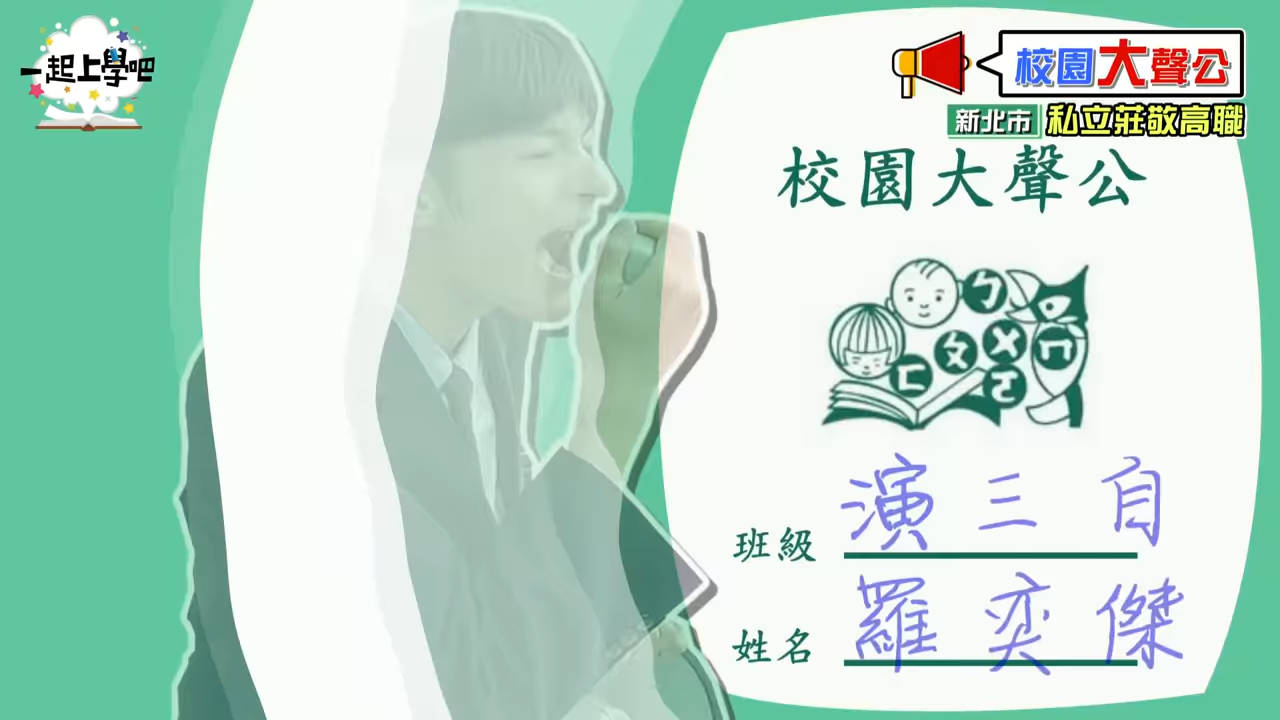 一起上學吧
校園大聲公
新北市 私立莊敬高職
校園大聲公
ㄅ
ㄆ ㄨ ㄇ
ㄈ ㄛ
班級 演三自
姓名 羅奕傑